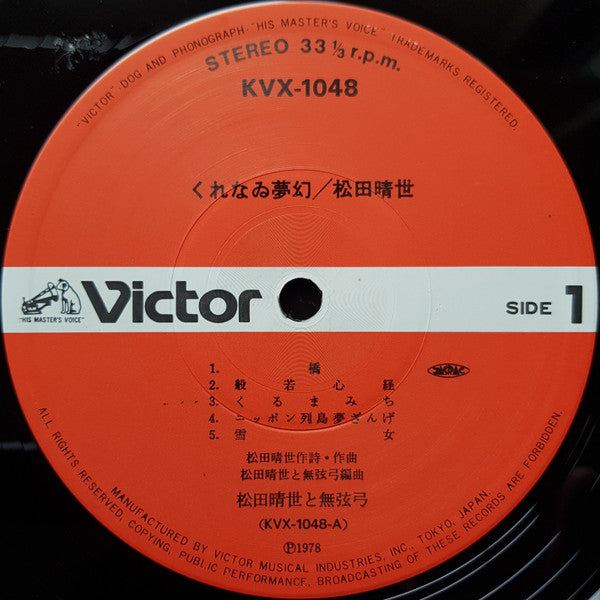 "VICTOR"·DOG AND PHONOGRAPH·"HIS MASTER'S VOICE" TRADEMARKS REGISTERED.
STEREO 33 1/3 r.p.m.
KVX-1048
くれなゐ夢幻/松田晴世
"HIS MASTER'S VOICE"
Victor
SIDE 1
1. 橋
2. 般若心経
JASRAC
3. くるまみち
4. ニッポン列島夢ざんげ
5. 雪女
松田晴世作詩・作曲
松田晴世と無弦弓編曲
松田晴世と無弦弓
(KVX-1048-A)
Ⓟ1978
MANUFACTURED BY VICTOR MUSICAL INDUSTRIES, INC., TOKYO, JAPAN.
ALL RIGHTS RESERVED, COPYING, PUBLIC PERFORMANCE, BROADCASTING OF THESE RECORDS ARE FORBIDDEN.